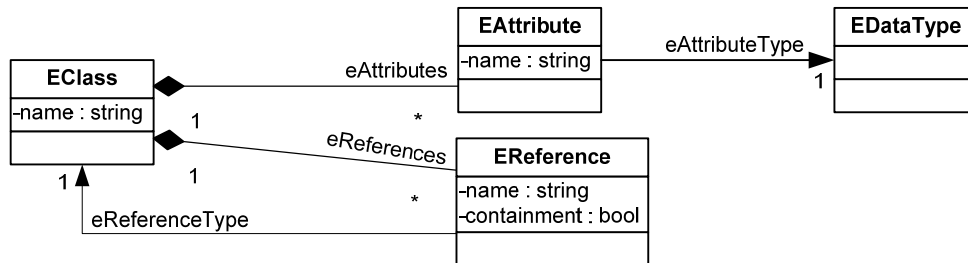 EAttribute
-name : string
EDataType
eAttributeType
1
EClass
-name : string
eAttributes
1
*
eReferences
1
*
EReference
-name : string
-containment : bool
eReferenceType
1